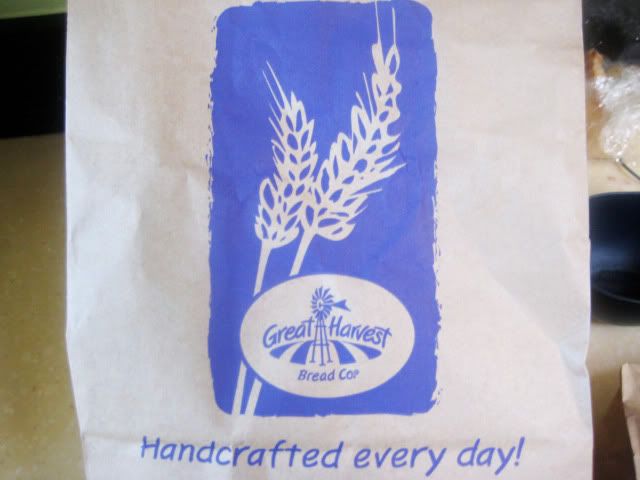 Great Harvest
Bread Co.
Handcrafted every day!